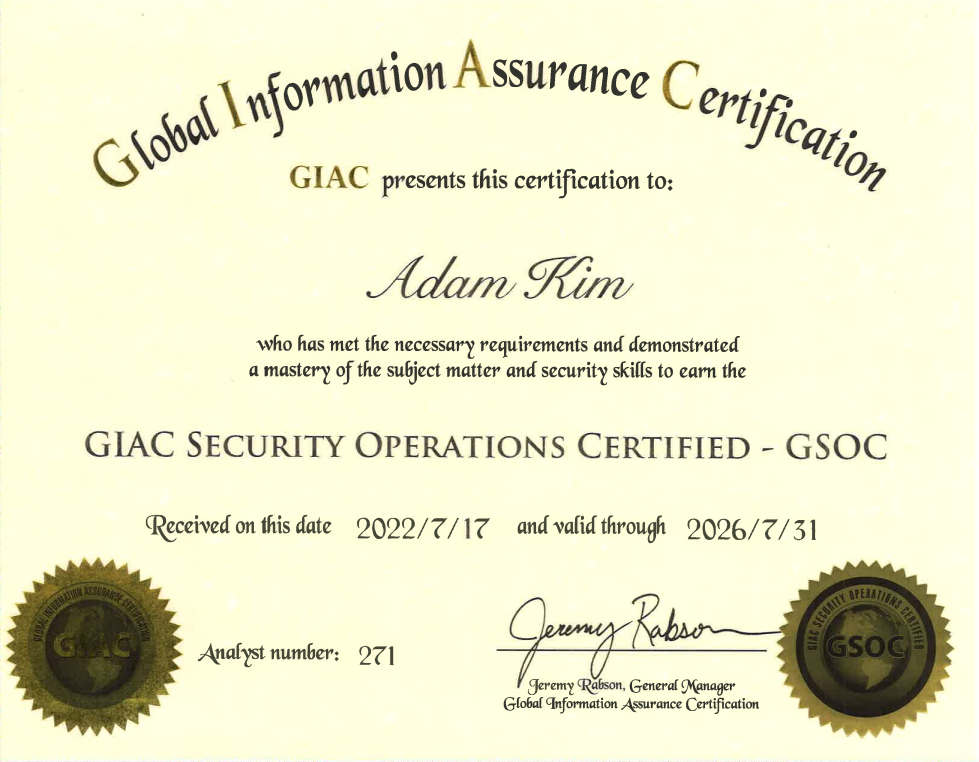 Global Information Assurance Certification
GIAC presents this certification to:
Adam Kim
who has met the necessary requirements and demonstrated
a mastery of the subject matter and security skills to earn the
GIAC Security Operations Certified - GSOC
Received on this date 2022/7/17 and valid through 2026/7/31
GLOBAL INFORMATION ASSURANCE CERTIFICATION
GIAC
Analyst number: 271
Jeremy Rabson
Jeremy Rabson, General Manager
Global Information Assurance Certification
GIAC SECURITY OPERATIONS CERTIFIED
GSOC